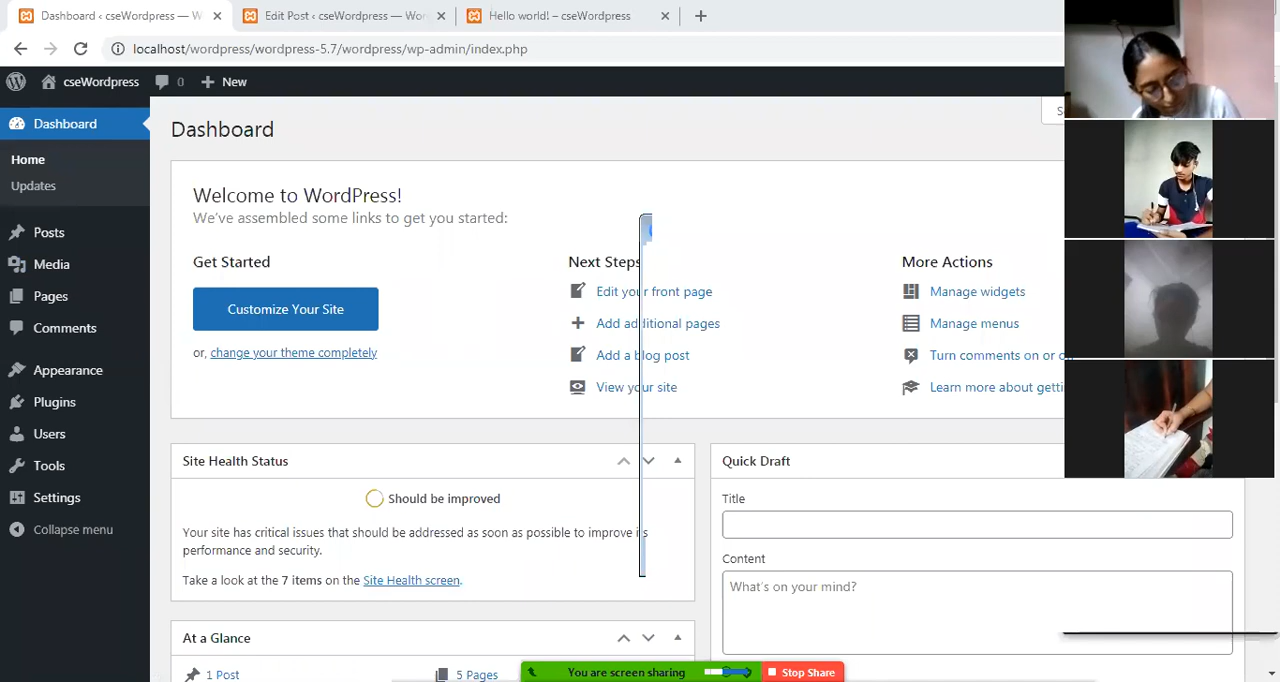 Dashboard ‹ cseWordpress — W
Edit Post ‹ cseWordpress — Wor
Hello world! – cseWordpress
localhost/wordpress/wordpress-5.7/wordpress/wp-admin/index.php
cseWordpress
0
New
Dashboard
Home
Updates
Posts
Media
Pages
Comments
Appearance
Plugins
Users
Tools
Settings
Collapse menu
Dashboard
S
Welcome to WordPress!
We've assembled some links to get you started:
Get Started
Customize Your Site
or, change your theme completely
Next Steps
Edit your front page
Add additional pages
Add a blog post
View your site
More Actions
Manage widgets
Manage menus
Turn comments on or o
Learn more about getti
Site Health Status
Should be improved
Your site has critical issues that should be addressed as soon as possible to improve its
performance and security.
Take a look at the 7 items on the Site Health screen.
At a Glance
1 Post
5 Pages
Quick Draft
Title
Content
What's on your mind?
You are screen sharing
Stop Share